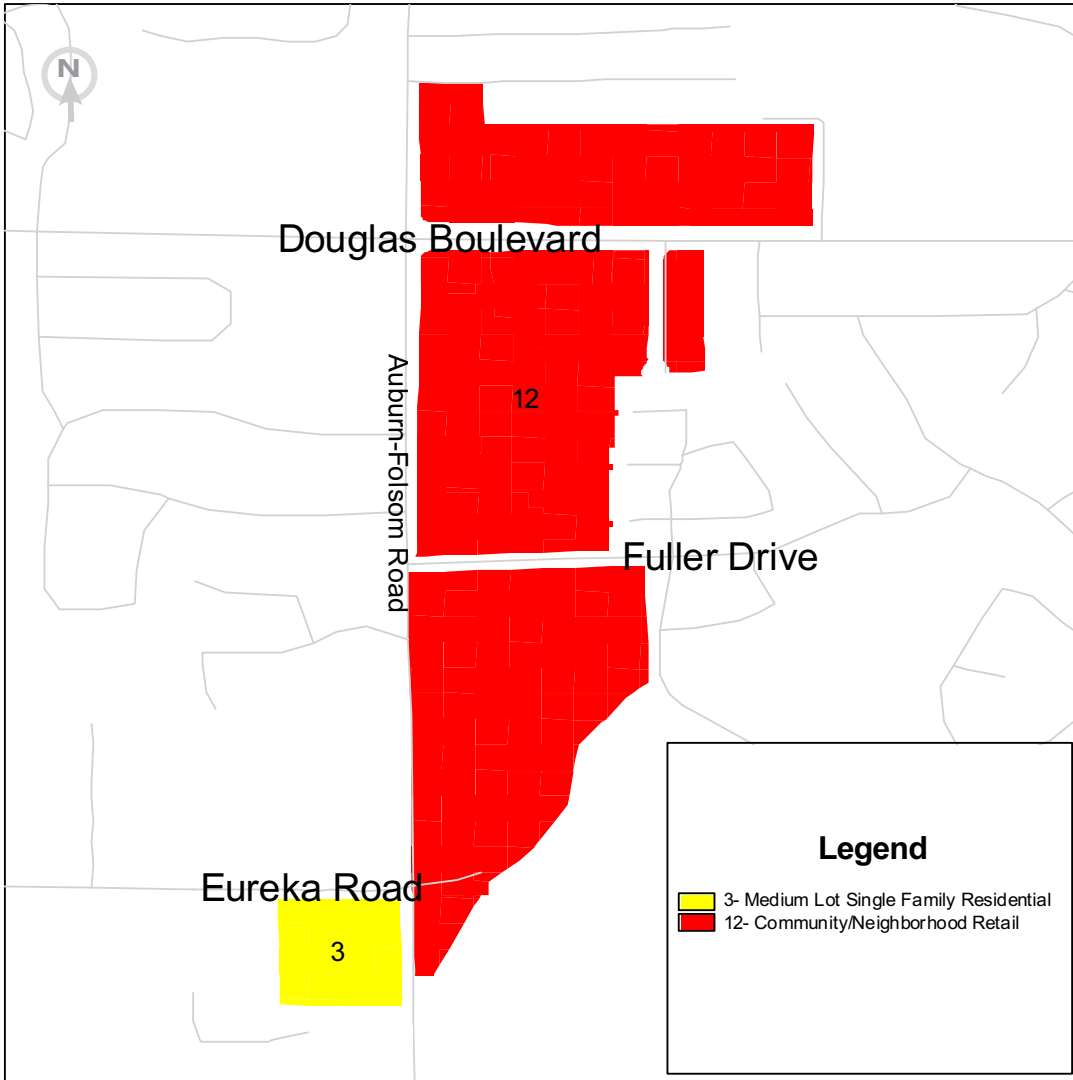 N
Douglas Boulevard
Auburn-Folsom Road
12
Fuller Drive
Eureka Road
3
Legend
3- Medium Lot Single Family Residential
12- Community/Neighborhood Retail